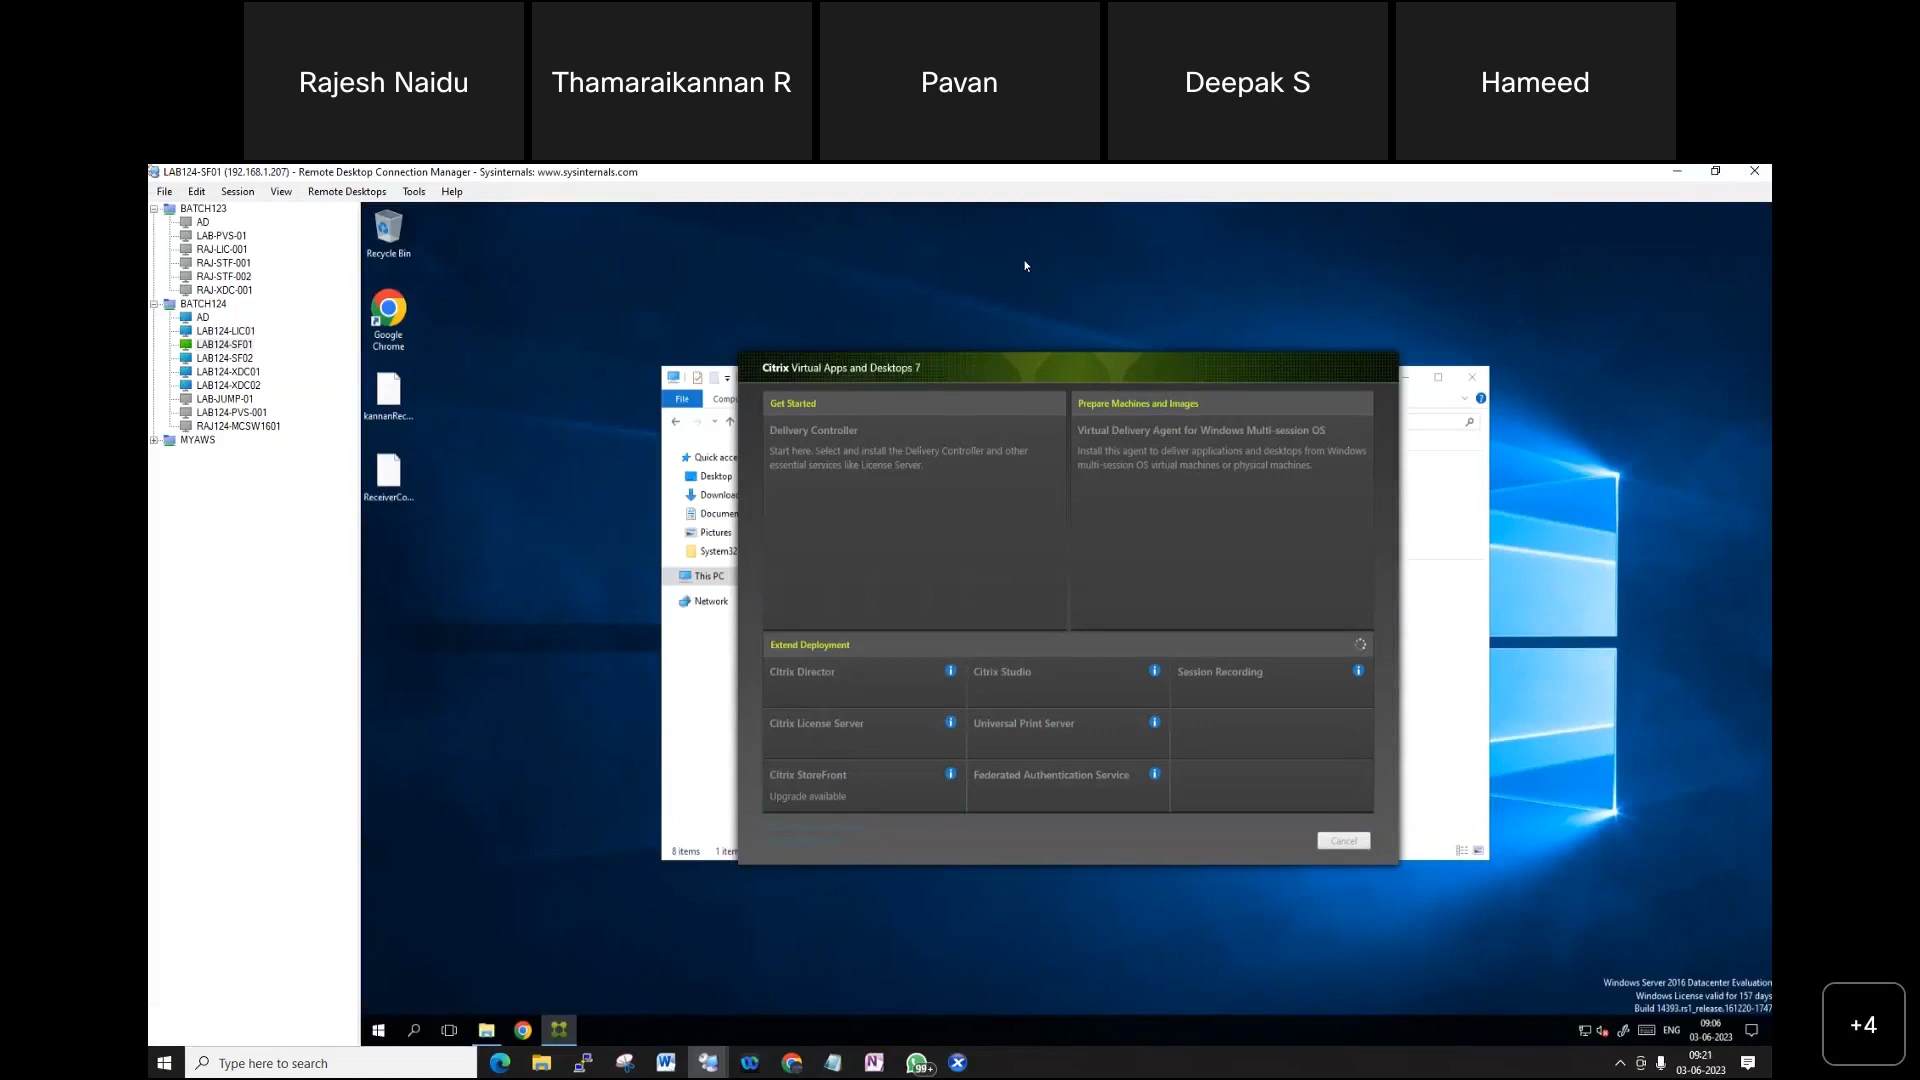 Rajesh Naidu
Thamaraikannan R
Pavan
Deepak S
Hameed
LAB124-SF01 (192.168.1.207) - Remote Desktop Connection Manager - Sysinternals: www.sysinternals.com
File Edit Session View Remote Desktops Tools Help
BATCH123
AD
LAB-PVS-01
RAJ-LIC-001
RAJ-STF-001
RAJ-STF-002
RAJ-XDC-001
BATCH124
AD
LAB124-LIC01
LAB124-SF01
LAB124-SF02
LAB124-XDC01
LAB124-XDC02
LAB-JUMP-01
LAB124-PVS-001
RAJ124-MCSW1601
MYAWS
Recycle Bin
Google
Chrome
kannanRec...
ReceiverCo...
File Compu
Quick acce
Desktop
Downloac
Documen
Pictures
System32
This PC
Network
8 items 1 iten
Citrix Virtual Apps and Desktops 7
Get Started
Delivery Controller
Start here. Select and install the Delivery Controller and other
essential services like License Server.
Prepare Machines and Images
Virtual Delivery Agent for Windows Multi-session OS
Install this agent to deliver applications and desktops from Windows
multi-session OS virtual machines or physical machines.
Extend Deployment
Citrix Director
Citrix Studio
Session Recording
Citrix License Server
Universal Print Server
Citrix StoreFront
Upgrade available
Federated Authentication Service
Cancel
Windows Server 2016 Datacenter Evaluation
Windows License valid for 157 days
Build 14393.rs1_release.161220-1747
ENG
09:06
03-06-2023
+4
Type here to search
99+
09:21
03-06-2023